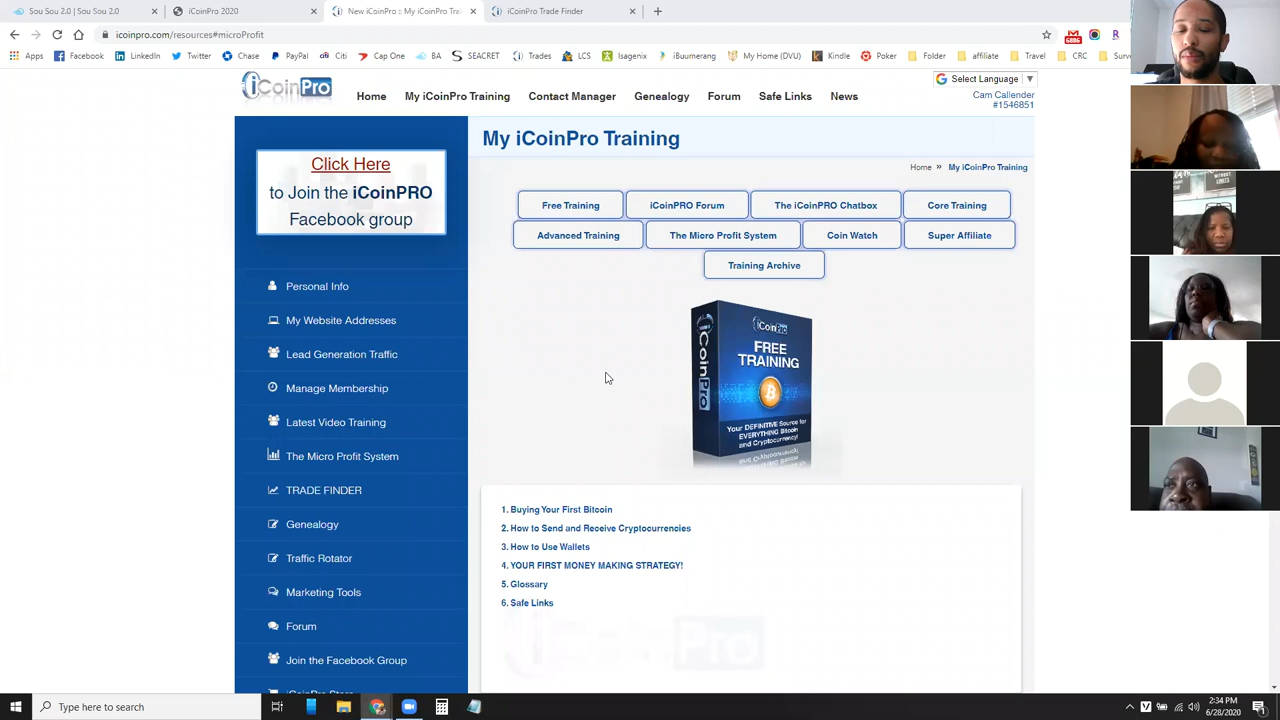 Sou Sou 2.0 | Sou Sou 2.0
iCoinPro 2020
New iCoinPro :: My iCoinPro Tra
iCoinPro Trade Finder
icoinpro.com/resources#microProfit
6886
Apps
Facebook
LinkedIn
Twitter
Chase
PayPal
Citi
Cap One
BA
SEACRET
Trades
LCS
Isagenix
iBuumerang
My Home (DVU)
Kindle
Poker
Folder
affiliate
Travel
CRC
Surve
iCoinPro
Home
My iCoinPro Training
Contact Manager
Genealogy
Forum
Safe Links
News
Select Language
Cam Callender
#1546851
Click Here
to Join the iCoinPRO
Facebook group
Personal Info
My Website Addresses
Lead Generation Traffic
Manage Membership
Latest Video Training
The Micro Profit System
TRADE FINDER
Genealogy
Traffic Rotator
Marketing Tools
Forum
Join the Facebook Group
iCoinPro Store
My iCoinPro Training
Home » My iCoinPro Training
Free Training
iCoinPRO Forum
The iCoinPRO Chatbox
Core Training
Advanced Training
The Micro Profit System
Coin Watch
Super Affiliate
Training Archive
iCoinPro
iCoinPro
FREE
TRAINING
Your DEFINITIVE Source for
EVERYTHING Bitcoin
and Cryptocurrency!
1. Buying Your First Bitcoin
2. How to Send and Receive Cryptocurrencies
3. How to Use Wallets
4. YOUR FIRST MONEY MAKING STRATEGY!
5. Glossary
6. Safe Links
iCoinPro
Type here to search
2:34 PM
6/28/2020